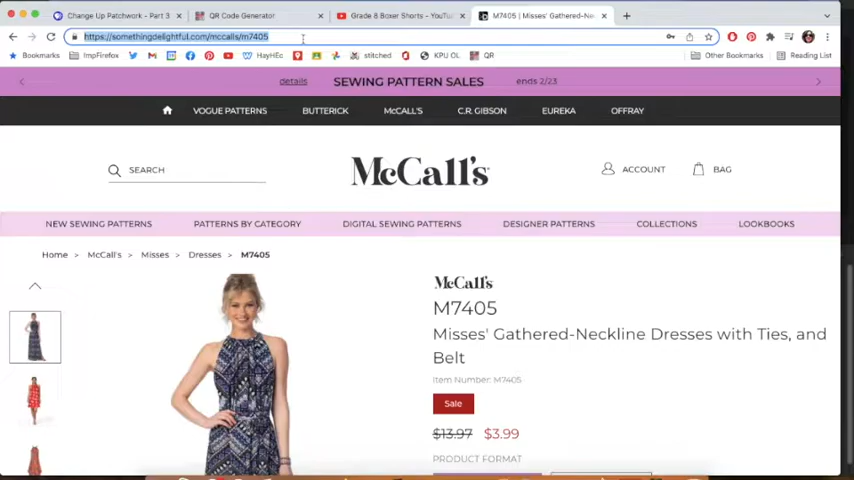 Change Up Patchwork - Part 3
QR Code Generator
Grade 8 Boxer Shorts – YouTu
M7405 | Misses' Gathered-Nec
https://somethingdelightful.com/mccalls/m7405
Bookmarks
ImpFirefox
HayHEc
stitched
KPU OL
QR
Other Bookmarks
Reading List
details
SEWING PATTERN SALES
ends 2/23
VOGUE PATTERNS
BUTTERICK
McCALL'S
C.R. GIBSON
EUREKA
OFFRAY
SEARCH
McCall's
ACCOUNT
BAG
NEW SEWING PATTERNS
PATTERNS BY CATEGORY
DIGITAL SEWING PATTERNS
DESIGNER PATTERNS
COLLECTIONS
LOOKBOOKS
Home > McCall's > Misses > Dresses > M7405
McCall's
M7405
Misses' Gathered-Neckline Dresses with Ties, and
Belt
Item Number: M7405
Sale
$13.97 $3.99
PRODUCT FORMAT